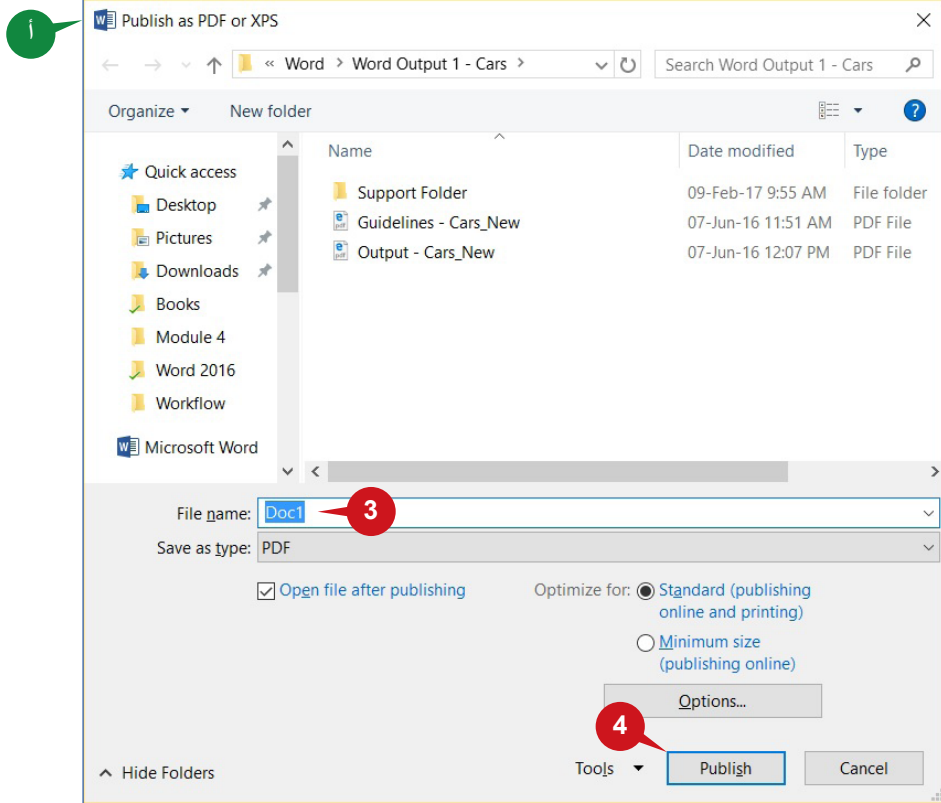 أ
Publish as PDF or XPS
« Word > Word Output 1 - Cars >
Search Word Output 1 - Cars
Organize
New folder
Name
Date modified
Type
Quick access
Desktop
Pictures
Downloads
Books
Module 4
Word 2016
Workflow
Microsoft Word
Support Folder 09-Feb-17 9:55 AM File folder
Guidelines - Cars_New 07-Jun-16 11:51 AM PDF File
Output - Cars_New 07-Jun-16 12:07 PM PDF File
File name: Doc1
3
Save as type: PDF
Open file after publishing
Optimize for: Standard (publishing
online and printing)
Minimum size
(publishing online)
Options...
4
Hide Folders
Tools
Publish
Cancel